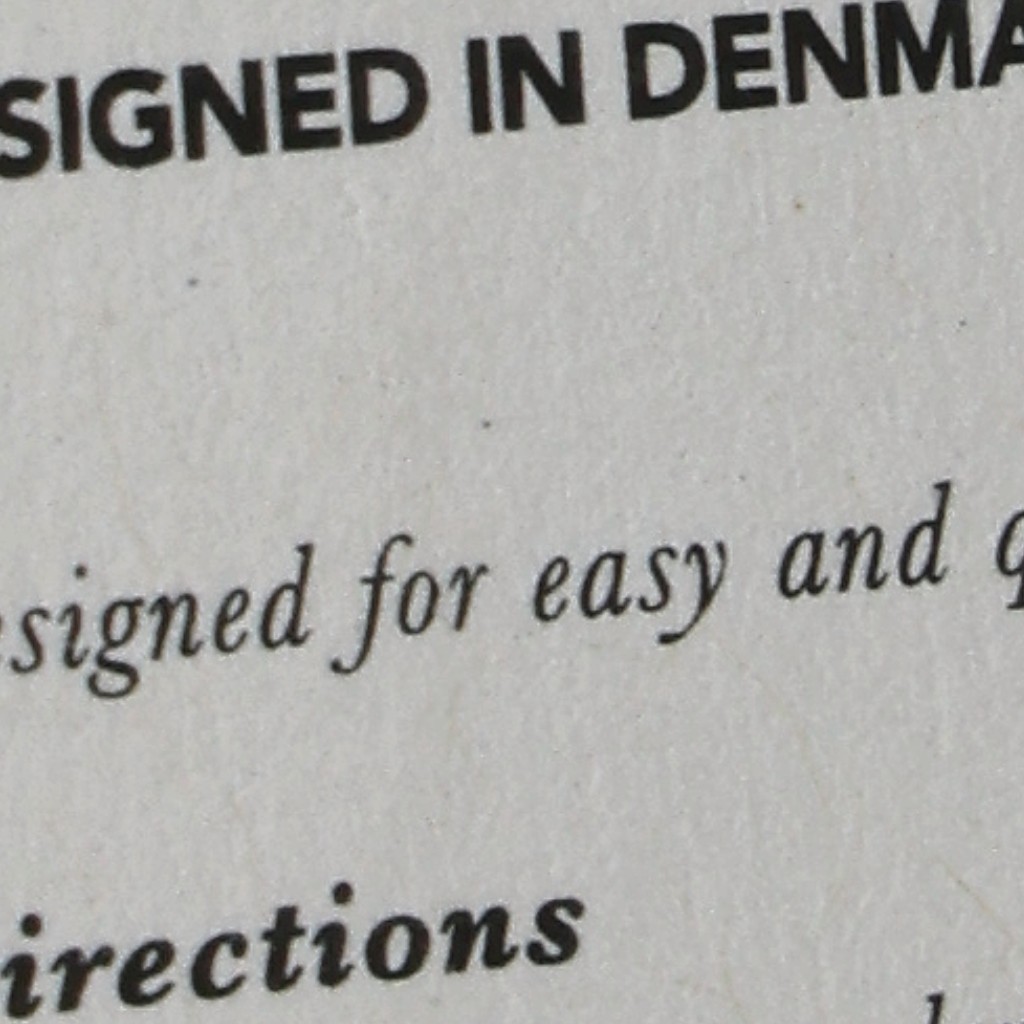 SIGNED IN DENMA
signed for easy and q
irections